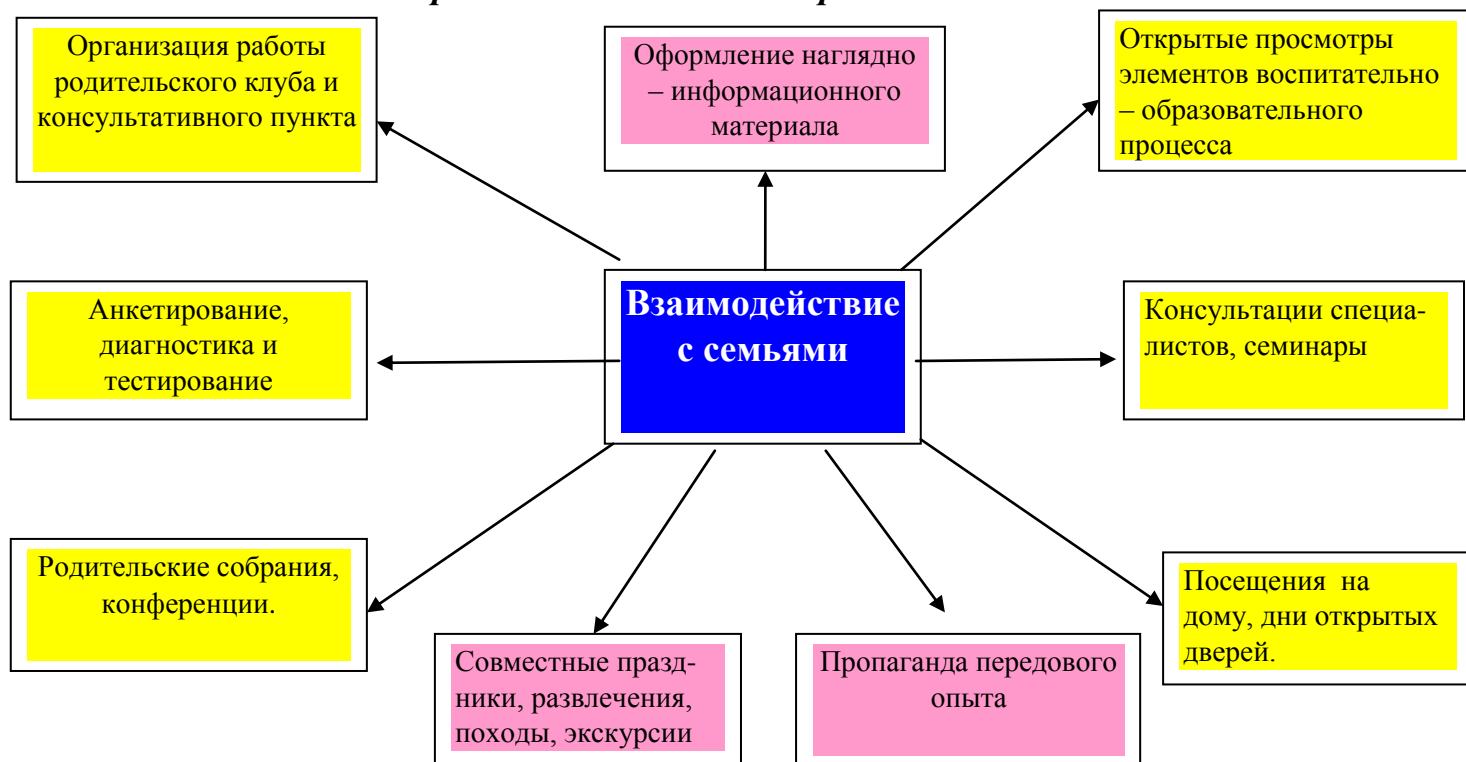 Организация работы
родительского клуба и
консультативного пункта
Оформление наглядно
– информационного
материала
Открытые просмотры
элементов воспитательно
– образовательного
процесса
Анкетирование,
диагностика и
тестирование
Взаимодействие
с семьями
Консультации специа-
листов, семинары
Родительские собрания,
конференции.
Совместные празд-
ники, развлечения,
походы, экскурсии
Пропаганда передового
опыта
Посещения на
дому, дни открытых
дверей.